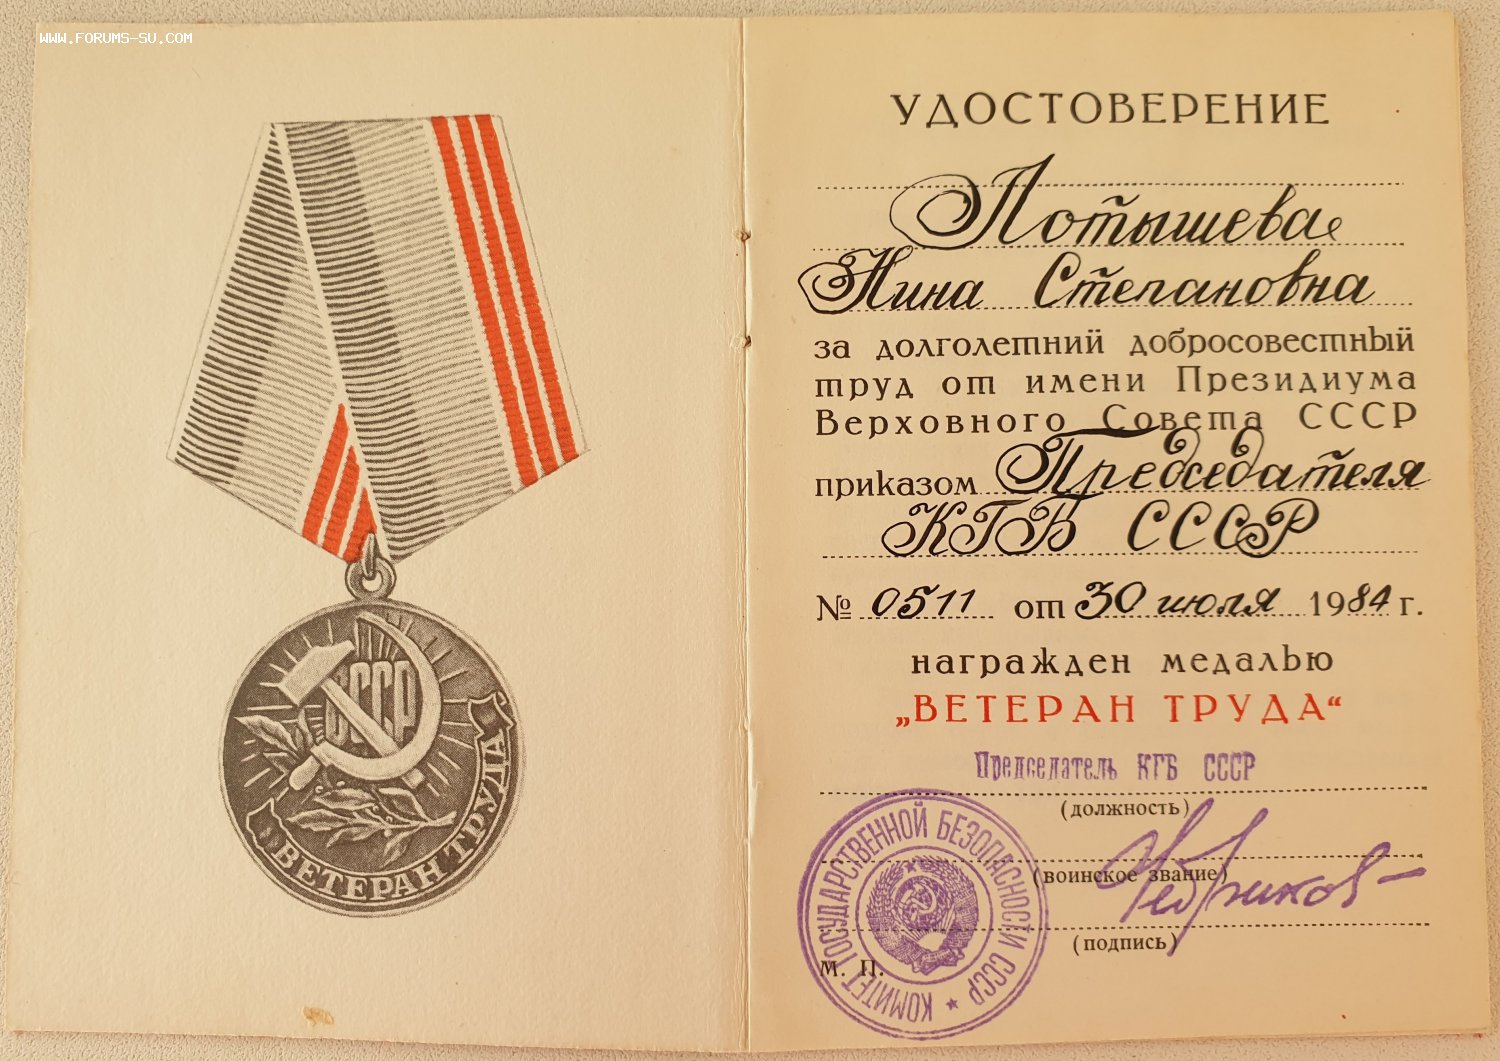 WWW.FORUMS-SU.COM
СССР
ВЕТЕРАН ТРУДА
УДОСТОВЕРЕНИЕ
Лотышева
Нина Степановна
за долголетний добросовестный
труд от имени Президиума
Верховного Совета СССР
приказом Председателя
КГБ СССР
№ 0511 от 30 июля 1984 г.
награжден медалью
„ВЕТЕРАН ТРУДА“
Председатель КГБ СССР
(должность)
(воинское звание)
(подпись)
М. П.
КОМИТЕТ ГОСУДАРСТВЕННОЙ БЕЗОПАСНОСТИ СССР